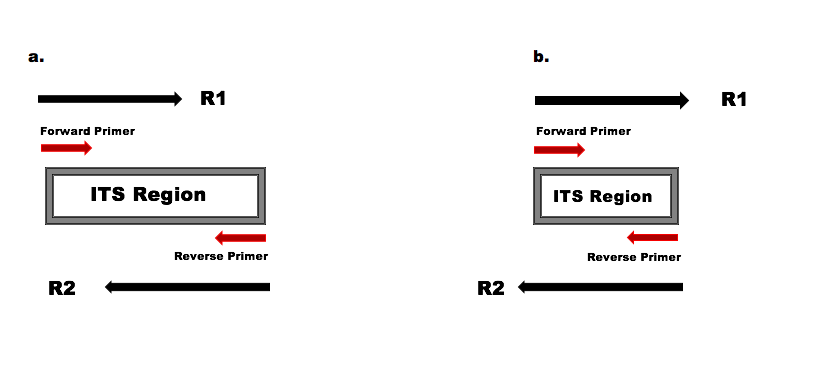 a.
R1
Forward Primer
ITS Region
Reverse Primer
R2
b.
R1
Forward Primer
ITS Region
Reverse Primer
R2